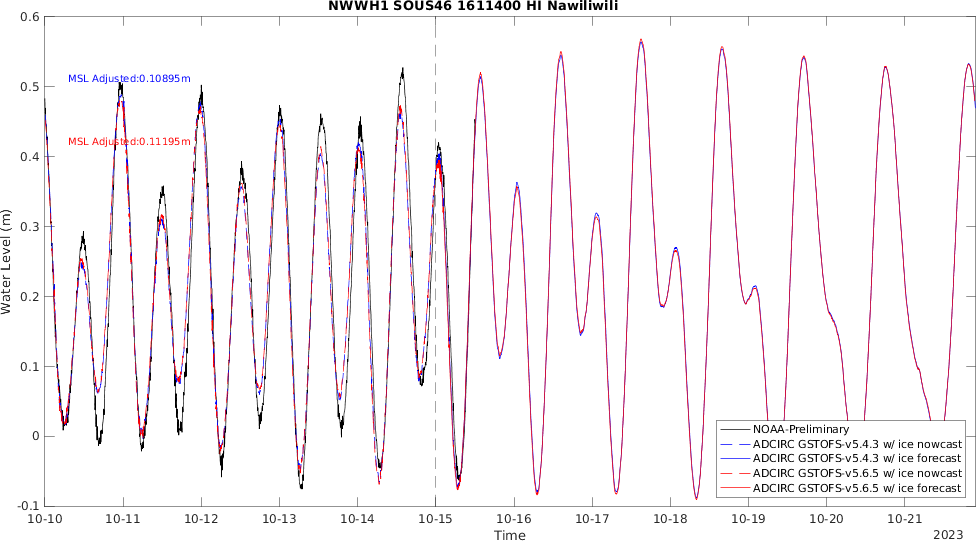 NWWH1 SOUS46 1611400 HI Nawiliwili
0.6
0.5
0.4
0.3
0.2
0.1
0
-0.1
Water Level (m)
MSL Adjusted:0.10895m
MSL Adjusted:0.11195m
NOAA-Preliminary
ADCIRC GSTOFS-v5.4.3 w/ ice nowcast
ADCIRC GSTOFS-v5.4.3 w/ ice forecast
ADCIRC GSTOFS-v5.6.5 w/ ice nowcast
ADCIRC GSTOFS-v5.6.5 w/ ice forecast
10-10 10-11 10-12 10-13 10-14 10-15 10-16 10-17 10-18 10-19 10-20 10-21
Time
2023